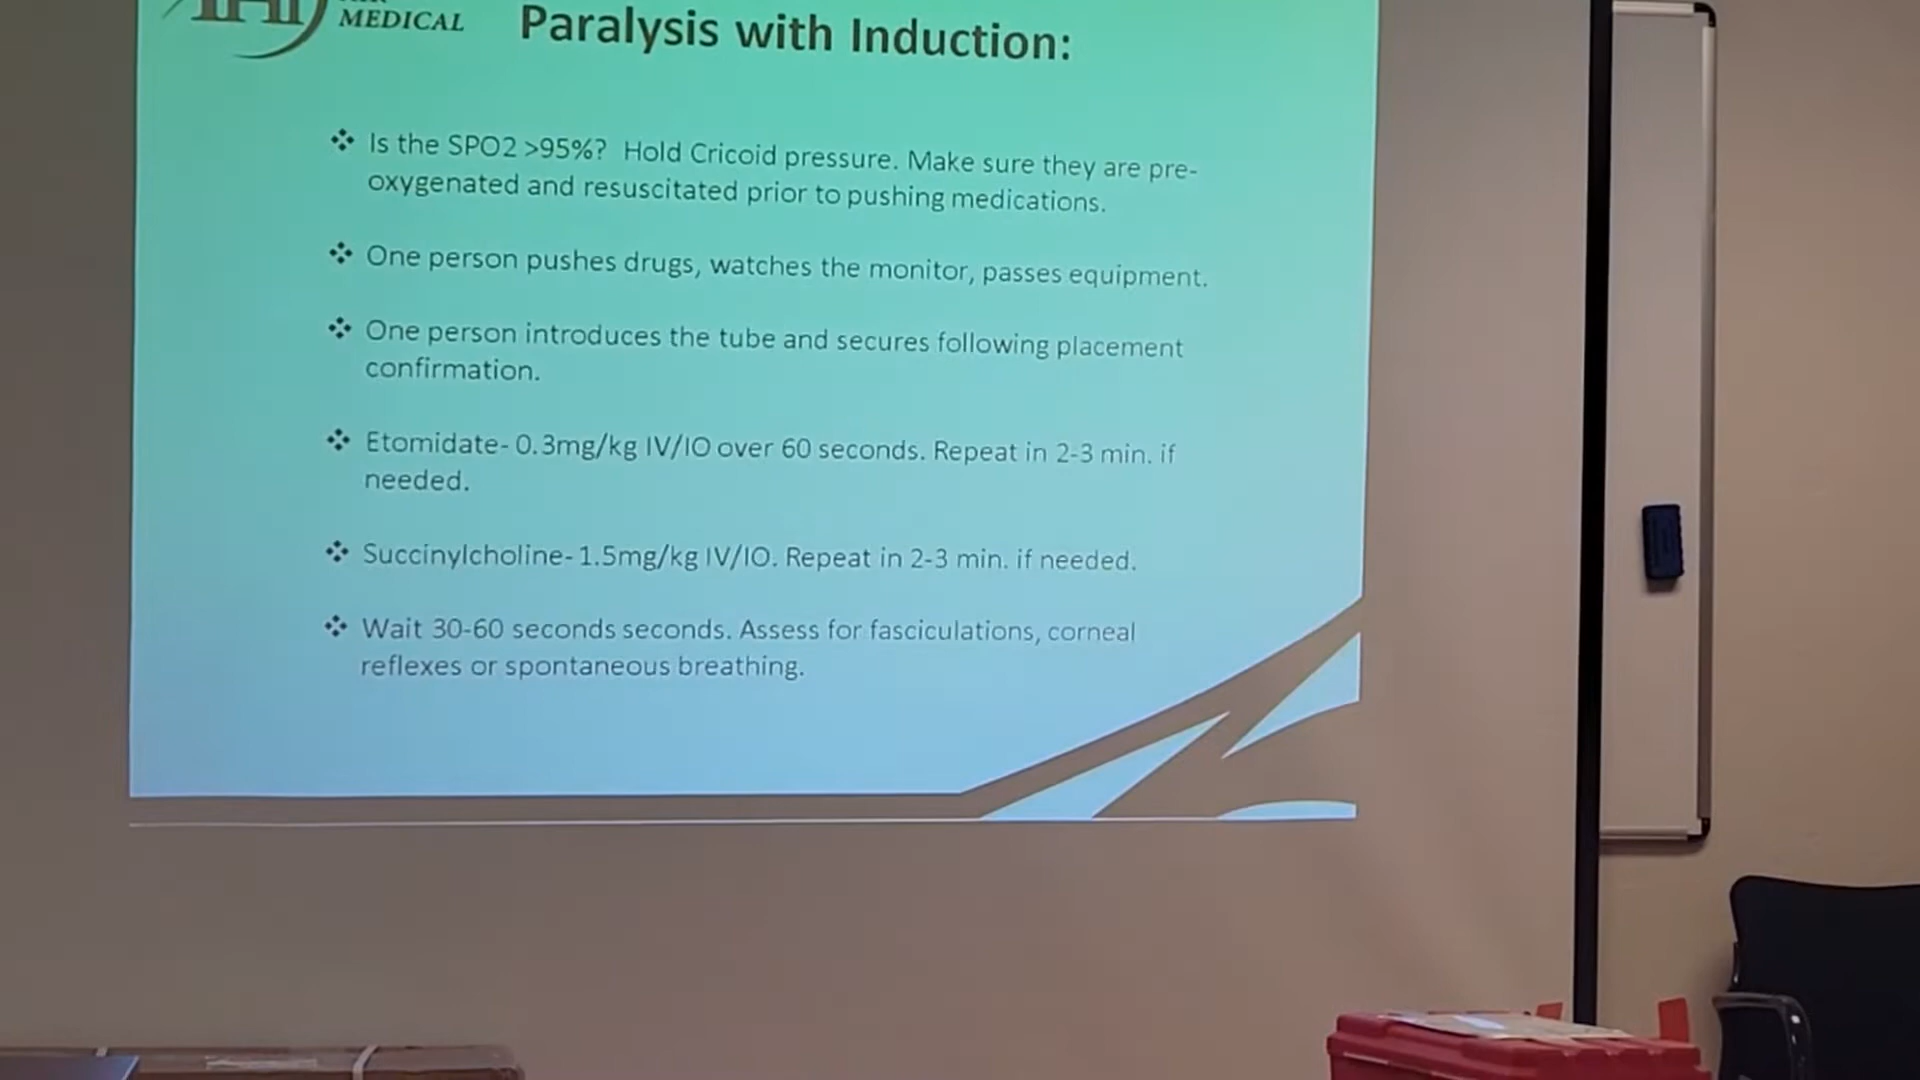 MEDICAL
Paralysis with Induction:
Is the SPO2 >95%? Hold Cricoid pressure. Make sure they are pre-
oxygenated and resuscitated prior to pushing medications.
One person pushes drugs, watches the monitor, passes equipment.
One person introduces the tube and secures following placement
confirmation.
Etomidate- 0.3mg/kg IV/IO over 60 seconds. Repeat in 2-3 min. if
needed.
Succinylcholine- 1.5mg/kg IV/IO. Repeat in 2-3 min. if needed.
Wait 30-60 seconds seconds. Assess for fasciculations, corneal
reflexes or spontaneous breathing.